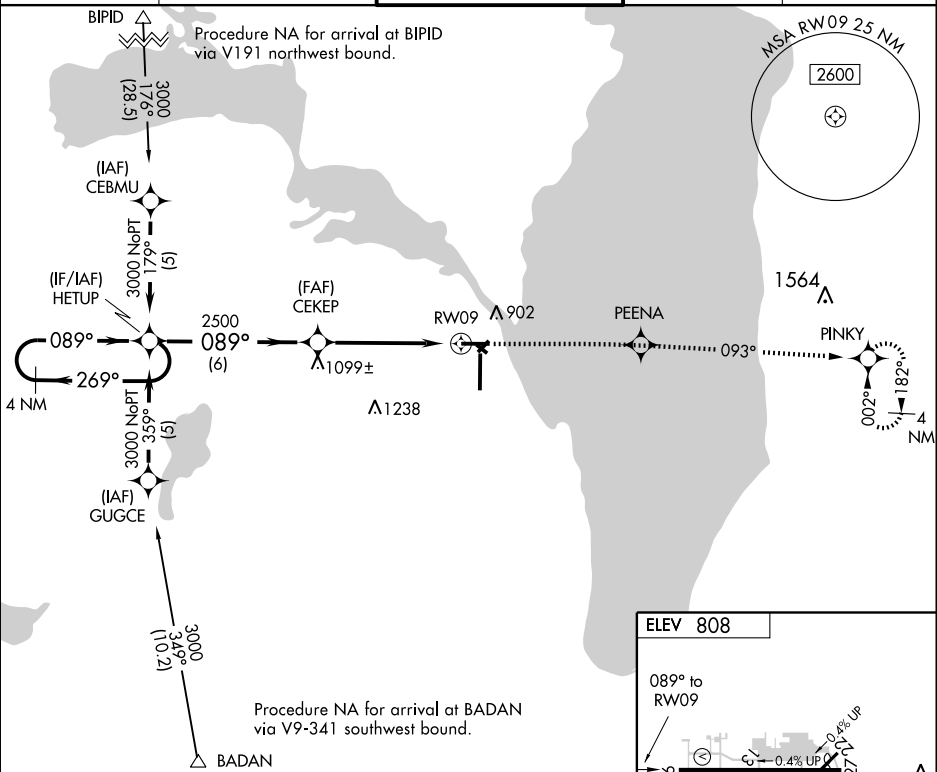 BIPID
Procedure NA for arrival at BIPID
via V191 northwest bound.
MSA RW09 25 NM
2600
3000
176°
(28.5)
(IAF)
CEBMU
3000 NoPT
179°
(5)
(IF/IAF)
HETUP
(FAF)
CEKEP
2500
089°
(6)
089°
269°
4 NM
RW09
902
PEENA
1564
PINKY
093°
1099±
1238
182°
002°
4
NM
3000 NoPT
359°
(5)
(IAF)
GUGCE
3000
349°
(10.2)
Procedure NA for arrival at BADAN
via V9-341 southwest bound.
BADAN
ELEV 808
089° to
RW09
0.4% UP
0.4% UP
V
13
22
27
9